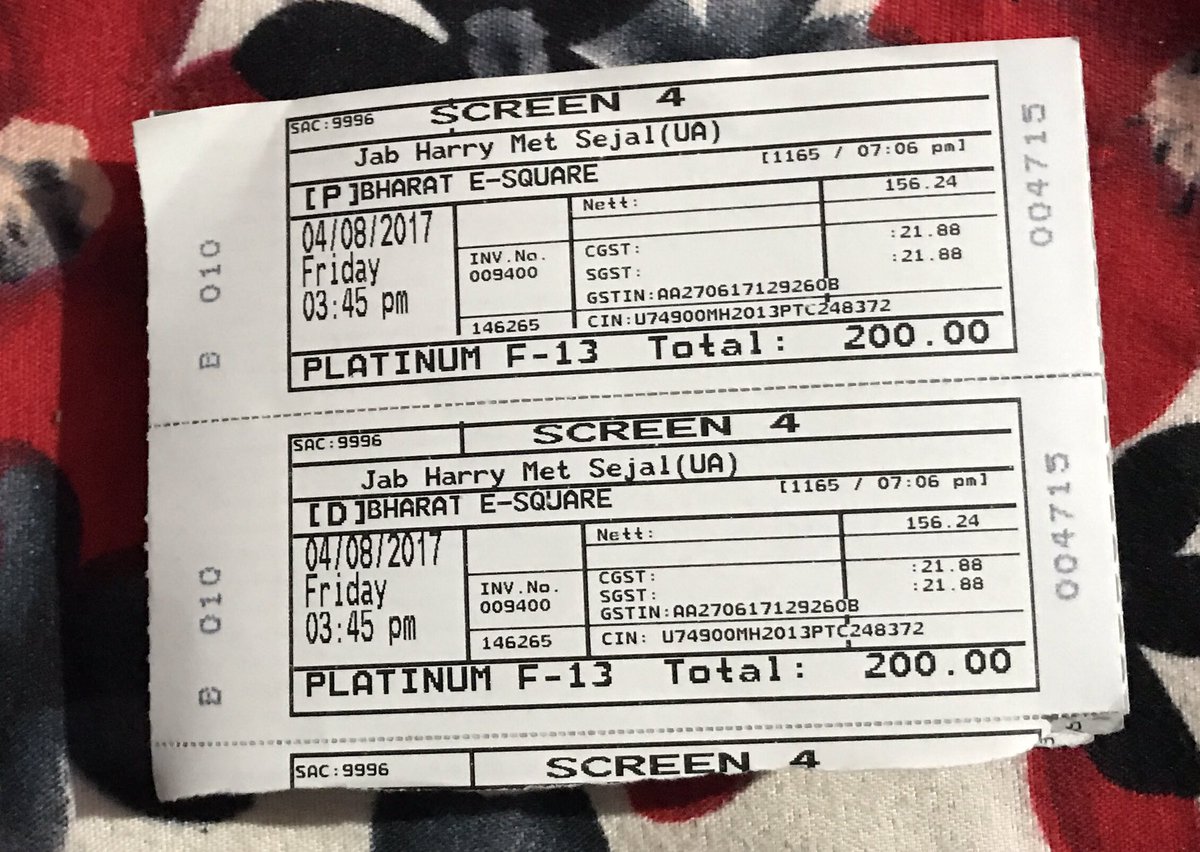 SAC:9996 SCREEN 4
Jab Harry Met Sejal(UA)
[1165 / 07:06 pm]
[P]BHARAT E-SQUARE
04/08/2017
Friday
03:45 pm
INV.No.
009400
146265
Nett: 156.24
CGST: :21.88
SGST: :21.88
GSTIN:AA270617129260B
CIN:U74900MH2013PTC248372
PLATINUM F-13 Total: 200.00
B 010
004715
SAC:9996 SCREEN 4
Jab Harry Met Sejal(UA)
[1165 / 07:06 pm]
[D]BHARAT E-SQUARE
04/08/2017
Friday
03:45 pm
INV.No.
009400
146265
Nett: 156.24
CGST: :21.88
SGST: :21.88
GSTIN:AA270617129260B
CIN: U74900MH2013PTC248372
PLATINUM F-13 Total: 200.00
B 010
004715
SAC:9996 SCREEN 4